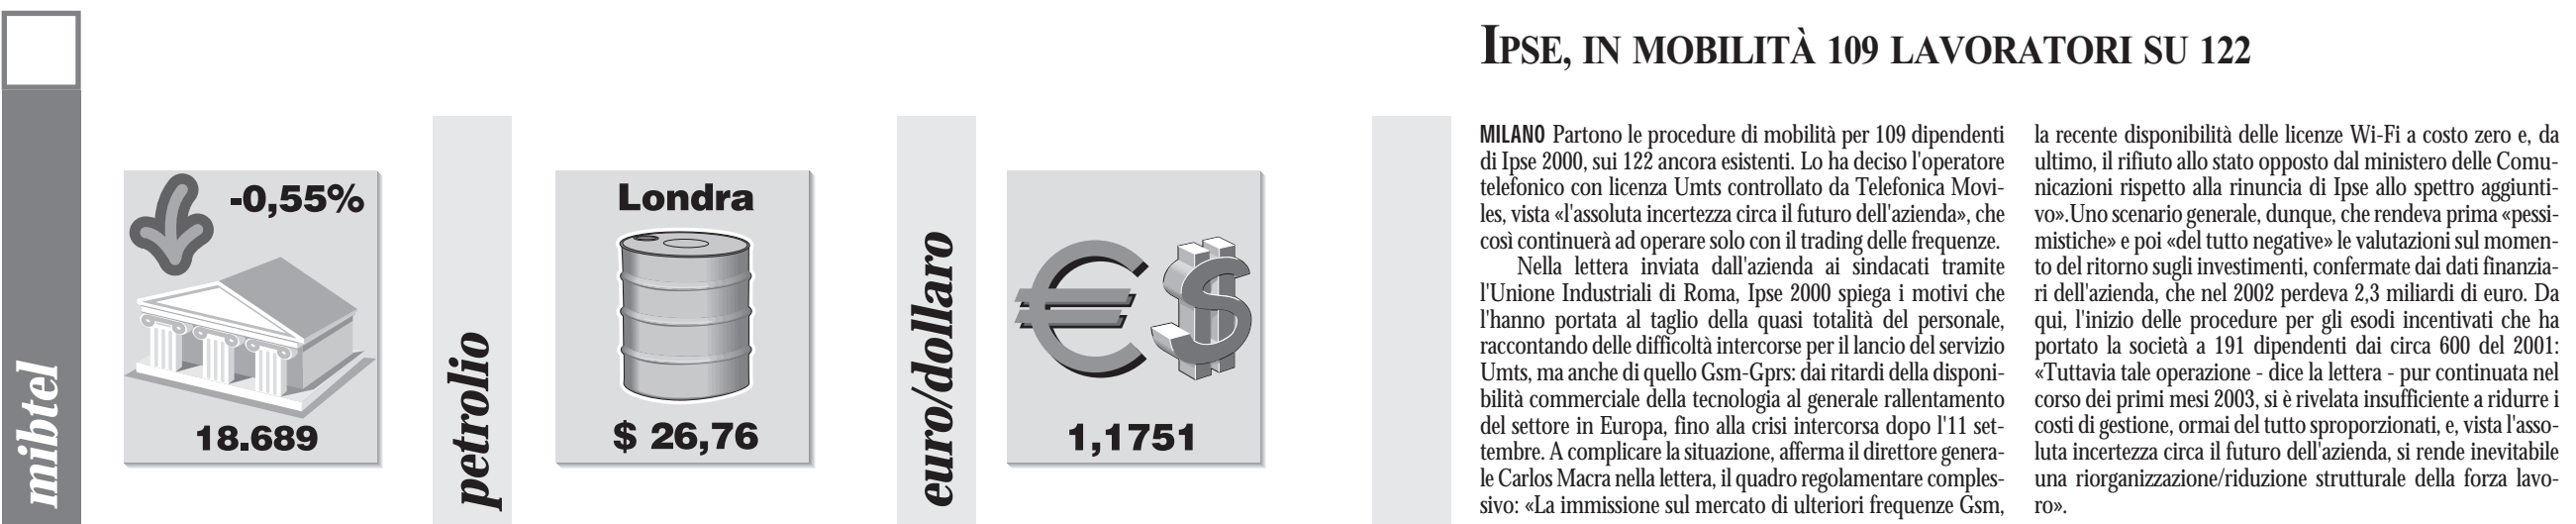 mibtel
-0,55%
18.689
petrolio
Londra
$ 26,76
euro/dollaro
1,1751
IPSE, IN MOBILITÀ 109 LAVORATORI SU 122
MILANO Partono le procedure di mobilità per 109 dipendenti
di Ipse 2000, sui 122 ancora esistenti. Lo ha deciso l'operatore
telefonico con licenza Umts controllato da Telefonica Movi-
les, vista «l'assoluta incertezza circa il futuro dell'azienda», che
così continuerà ad operare solo con il trading delle frequenze.
Nella lettera inviata dall'azienda ai sindacati tramite
l'Unione Industriali di Roma, Ipse 2000 spiega i motivi che
l'hanno portata al taglio della quasi totalità del personale,
raccontando delle difficoltà intercorse per il lancio del servizio
Umts, ma anche di quello Gsm-Gprs: dai ritardi della disponi-
bilità commerciale della tecnologia al generale rallentamento
del settore in Europa, fino alla crisi intercorsa dopo l'11 set-
tembre. A complicare la situazione, afferma il direttore genera-
le Carlos Macra nella lettera, il quadro regolamentare comples-
sivo: «La immissione sul mercato di ulteriori frequenze Gsm,
la recente disponibilità delle licenze Wi-Fi a costo zero e, da
ultimo, il rifiuto allo stato opposto dal ministero delle Comu-
nicazioni rispetto alla rinuncia di Ipse allo spettro aggiunti-
vo».Uno scenario generale, dunque, che rendeva prima «pessi-
mistiche» e poi «del tutto negative» le valutazioni sul momen-
to del ritorno sugli investimenti, confermate dai dati finanzia-
ri dell'azienda, che nel 2002 perdeva 2,3 miliardi di euro. Da
qui, l'inizio delle procedure per gli esodi incentivati che ha
portato la società a 191 dipendenti dai circa 600 del 2001:
«Tuttavia tale operazione - dice la lettera - pur continuata nel
corso dei primi mesi 2003, si è rivelata insufficiente a ridurre i
costi di gestione, ormai del tutto sproporzionati, e, vista l'asso-
luta incertezza circa il futuro dell'azienda, si rende inevitabile
una riorganizzazione/riduzione strutturale della forza lavo-
ro».